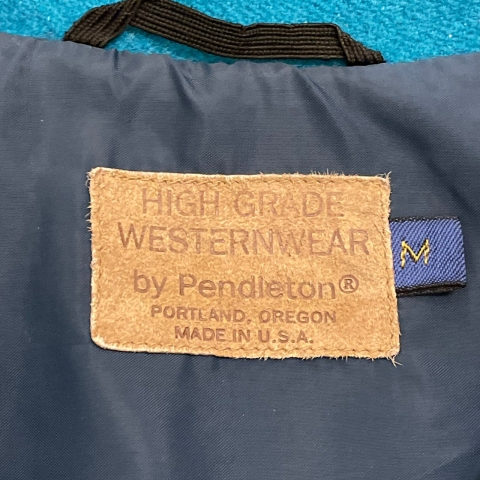 HIGH GRADE
WESTERNWEAR
by Pendleton®
PORTLAND, OREGON
MADE IN U.S.A.
M